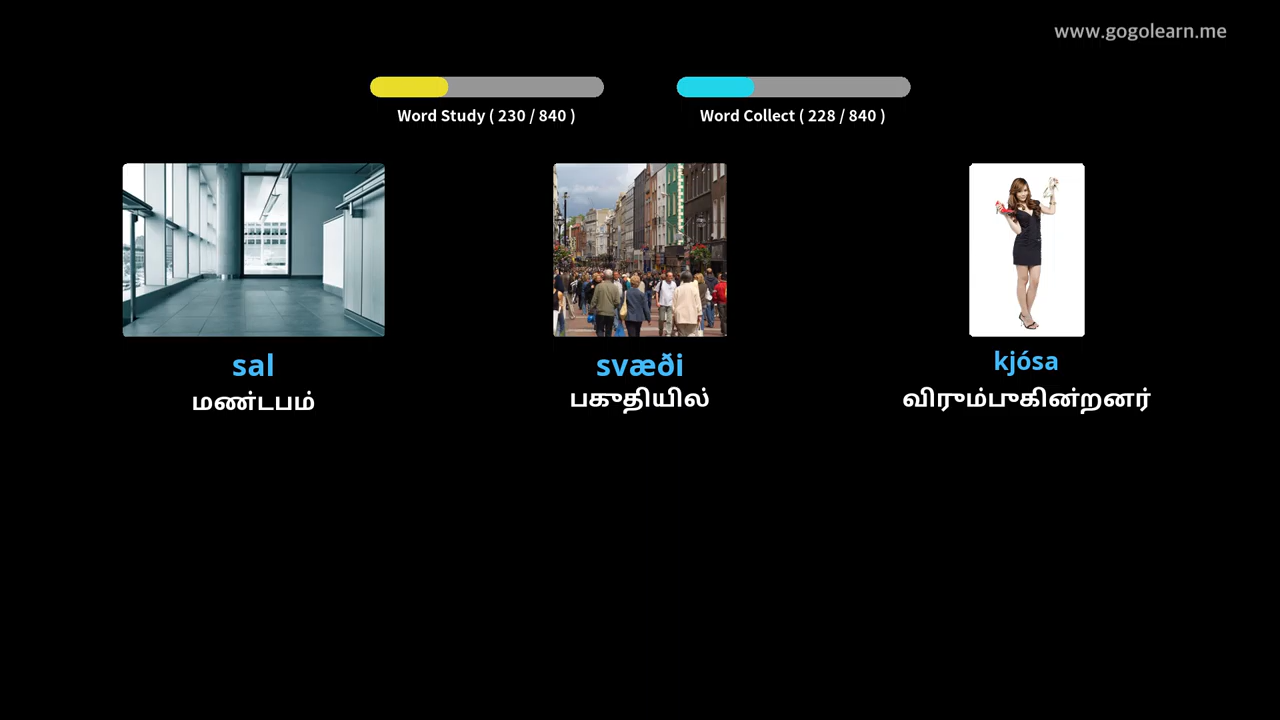 www.gogolearn.me
Word Study ( 230 / 840 )
Word Collect ( 228 / 840 )
sal
svæði
kjósa
மண்டபம்
பகுதியில்
விரும்புகின்றனர்